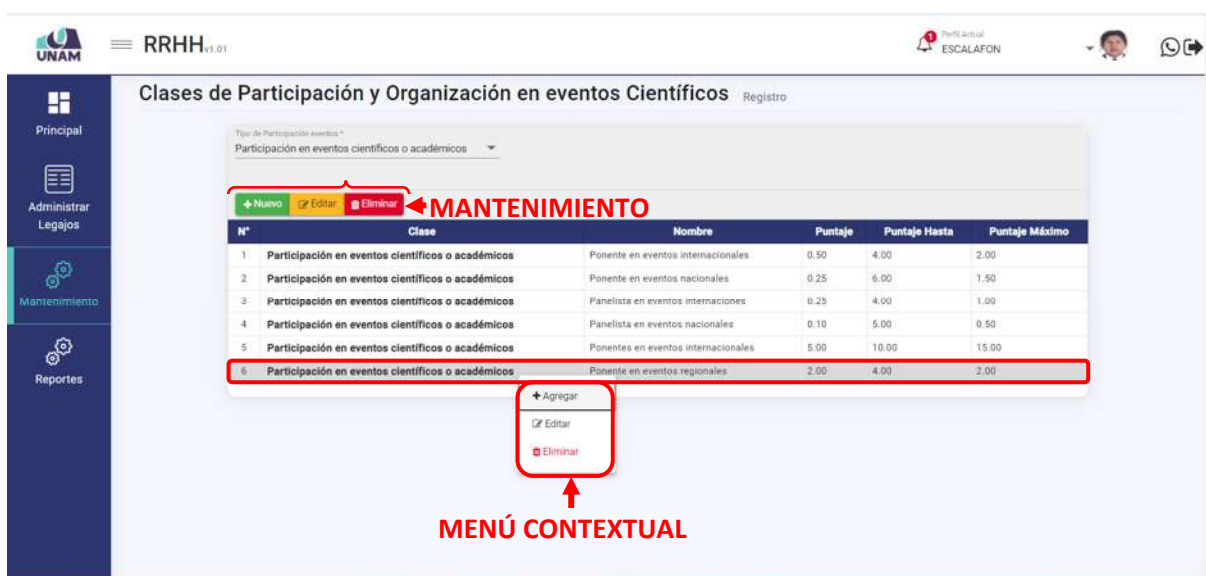 UNAM
RRHH v1.01
1
Perfil Actual
ESCALAFON
Clases de Participación y Organización en eventos Científicos Registro
Principal
Administrar
Legajos
Mantenimiento
Reportes
Tipo de Participación eventos *
Participación en eventos científicos o académicos
+ Nuevo Editar Eliminar MANTENIMIENTO
N° Clase Nombre Puntaje Puntaje Hasta Puntaje Máximo
1 Participación en eventos científicos o académicos Ponente en eventos internacionales 0.50 4.00 2.00
2 Participación en eventos científicos o académicos Ponente en eventos nacionales 0.25 6.00 1.50
3 Participación en eventos científicos o académicos Panelista en eventos internaciones 0.25 4.00 1.00
4 Participación en eventos científicos o académicos Panelista en eventos nacionales 0.10 5.00 0.50
5 Participación en eventos científicos o académicos Ponentes en eventos internacionales 5.00 10.00 15.00
6 Participación en eventos científicos o académicos Ponente en eventos regionales 2.00 4.00 2.00
+ Agregar
Editar
Eliminar
MENÚ CONTEXTUAL